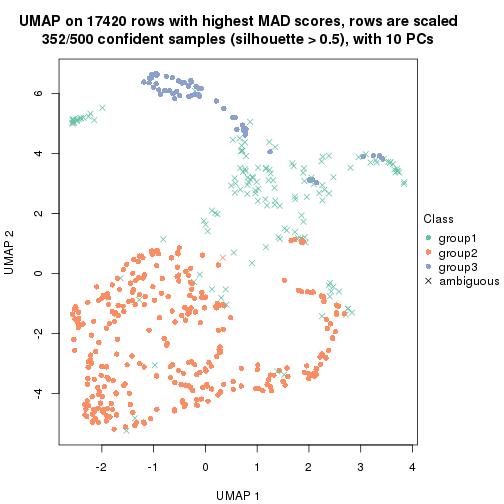 UMAP on 17420 rows with highest MAD scores, rows are scaled
352/500 confident samples (silhouette > 0.5), with 10 PCs
6
4
2
0
-2
-4
UMAP 2
-2
-1
0
1
2
3
4
UMAP 1
Class
group1
group2
group3
ambiguous